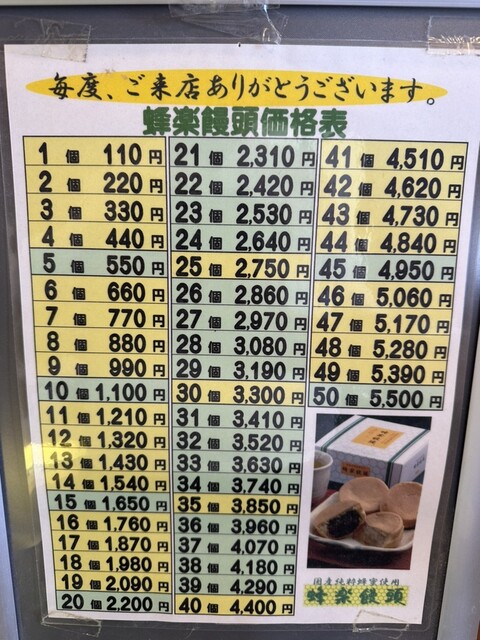 毎度、ご来店ありがとうございます。
蜂楽饅頭価格表
1個 110円
2個 220円
3個 330円
4個 440円
5個 550円
6個 660円
7個 770円
8個 880円
9個 990円
10個 1,100円
11個 1,210円
12個 1,320円
13個 1,430円
14個 1,540円
15個 1,650円
16個 1,760円
17個 1,870円
18個 1,980円
19個 2,090円
20個 2,200円
21個 2,310円
22個 2,420円
23個 2,530円
24個 2,640円
25個 2,750円
26個 2,860円
27個 2,970円
28個 3,080円
29個 3,190円
30個 3,300円
31個 3,410円
32個 3,520円
33個 3,630円
34個 3,740円
35個 3,850円
36個 3,960円
37個 4,070円
38個 4,180円
39個 4,290円
40個 4,400円
41個 4,510円
42個 4,620円
43個 4,730円
44個 4,840円
45個 4,950円
46個 5,060円
47個 5,170円
48個 5,280円
49個 5,390円
50個 5,500円
国産純粋蜂蜜使用
蜂楽饅頭